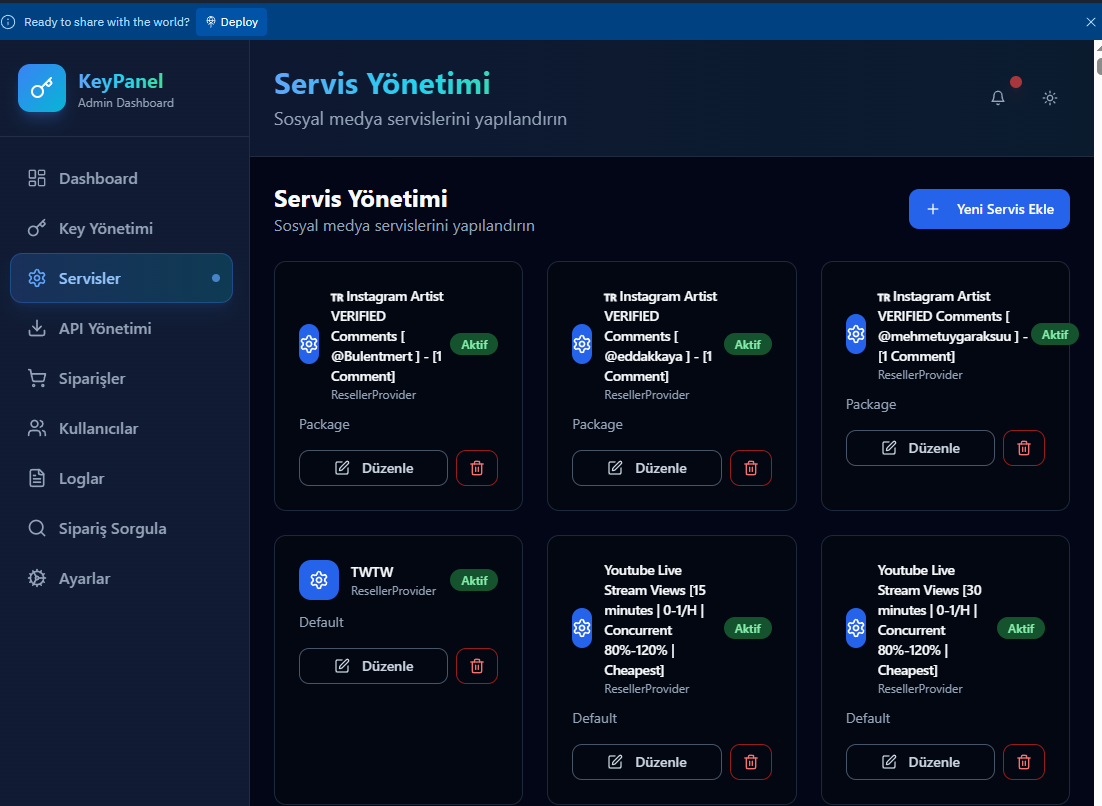 Ready to share with the world? Deploy
KeyPanel
Admin Dashboard
Dashboard
Key Yönetimi
Servisler
API Yönetimi
Siparişler
Kullanıcılar
Loglar
Sipariş Sorgula
Ayarlar
Servis Yönetimi
Sosyal medya servislerini yapılandırın
Servis Yönetimi
Sosyal medya servislerini yapılandırın
Yeni Servis Ekle
TR Instagram Artist
VERIFIED
Comments [
@Bulentmert ] - [1
Comment]
ResellerProvider
Aktif
Package
Düzenle
TR Instagram Artist
VERIFIED
Comments [
@eddakkaya ] - [1
Comment]
ResellerProvider
Aktif
Package
Düzenle
TR Instagram Artist
VERIFIED Comments [
@mehmetuygaraksuu ] -
[1 Comment]
ResellerProvider
Aktif
Package
Düzenle
TWTW
ResellerProvider
Aktif
Default
Düzenle
Youtube Live
Stream Views [15
minutes | 0-1/H |
Concurrent
80%-120% |
Cheapest]
ResellerProvider
Aktif
Default
Düzenle
Youtube Live
Stream Views [30
minutes | 0-1/H |
Concurrent
80%-120% |
Cheapest]
ResellerProvider
Aktif
Default
Düzenle